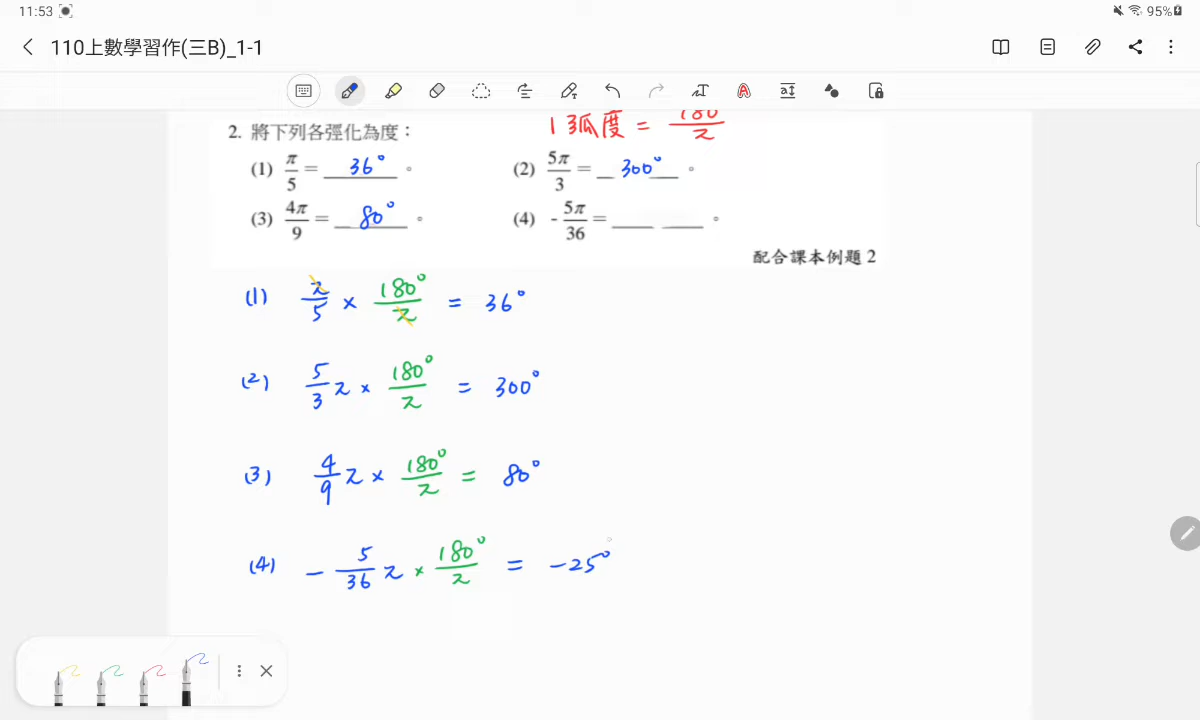 11:53 95%
110上數學習作(三B)_1-1
2. 將下列各彈化為度：
1弧度 = 180/π
(1) π/5 = 36° 。 (2) 5π/3 = 300° 。
(3) 4π/9 = 80° 。 (4) -5π/36 = ____ 。
配合課本例題 2
(1) π/5 × 180°/π = 36°
(2) 5/3 π × 180°/π = 300°
(3) 4/9 π × 180°/π = 80°
(4) - 5/36 π × 180°/π = -25°